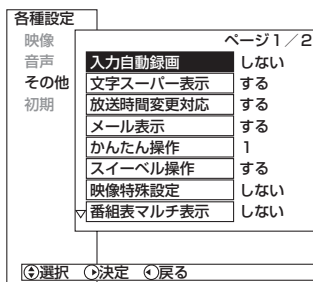 各種設定
映像
音声
その他
初期
ページ1／2
入力自動録画 しない
文字スーパー表示 する
放送時間変更対応 する
メール表示 する
かんたん操作 1
スイーベル操作 する
映像特殊設定 しない
番組表マルチ表示 しない
選択 決定 戻る